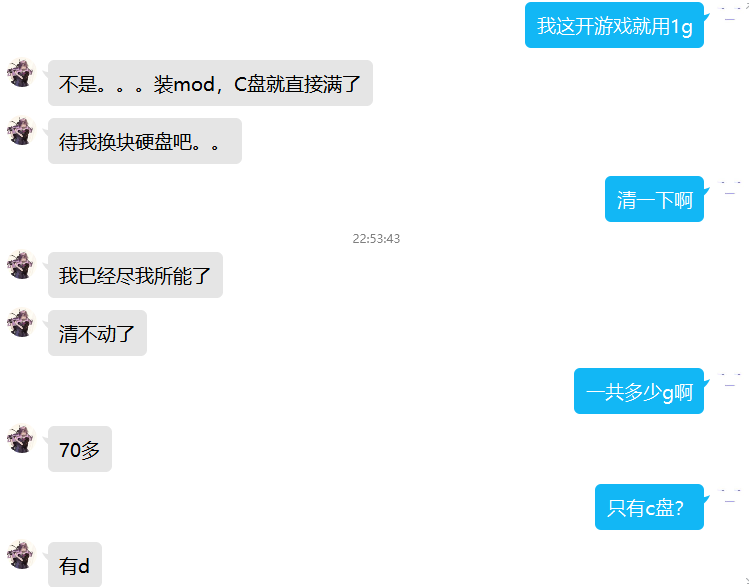 我这开游戏就用1g
不是。。。装mod，C盘就直接满了
待我换块硬盘吧。。
清一下啊
22:53:43
我已经尽我所能了
清不动了
一共多少g啊
70多
只有c盘？
有d